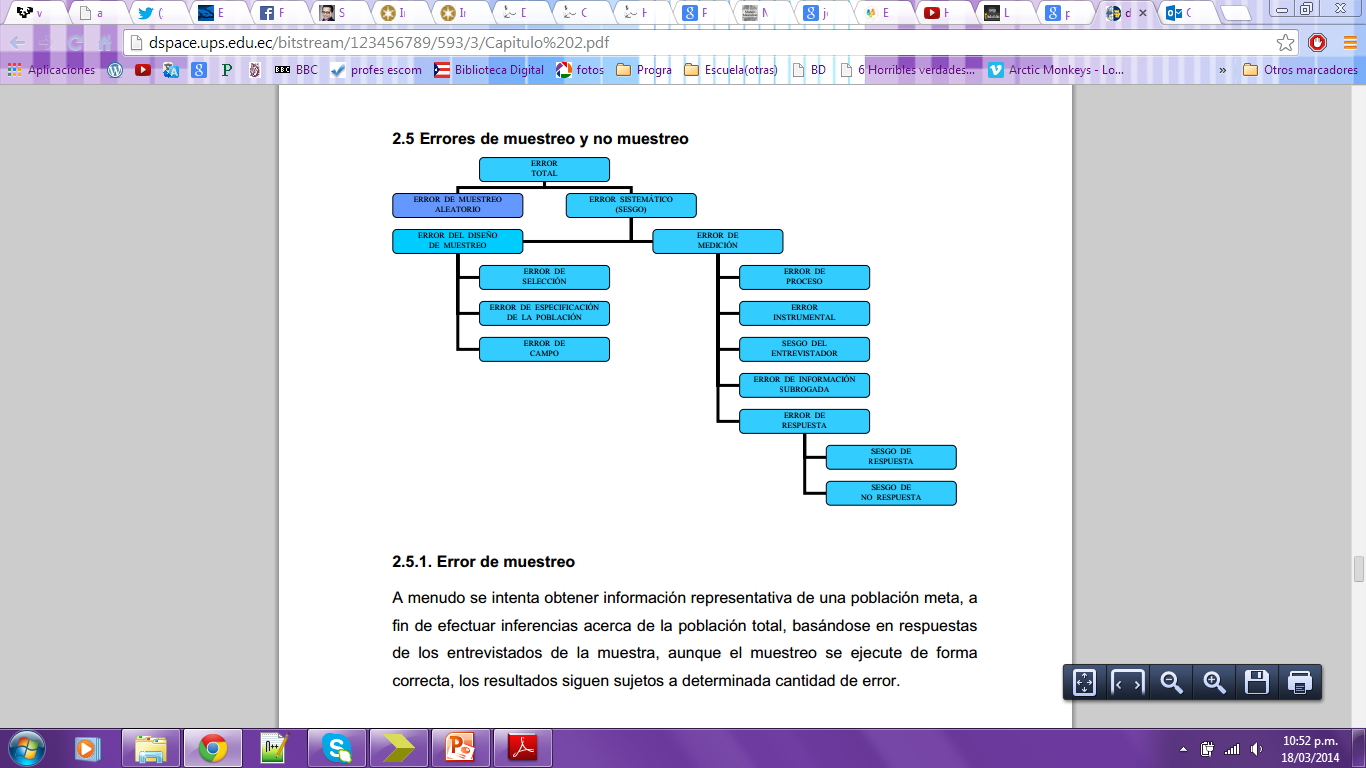 v
a
(
E
F
S
I
I
E
C
H
F
N
j
E
H
L
p
d
C
dspace.ups.edu.ec/bitstream/123456789/593/3/Capitulo%202.pdf
Aplicaciones
BBC BBC
profes escom
Biblioteca Digital
fotos
Progra
Escuela(otras)
BD
6 Horribles verdades...
Arctic Monkeys - Lo...
»
Otros marcadores
2.5 Errores de muestreo y no muestreo
ERROR
TOTAL
ERROR DE MUESTREO
ALEATORIO
ERROR SISTEMÁTICO
(SESGO)
ERROR DEL DISEÑO
DE MUESTREO
ERROR DE
MEDICIÓN
ERROR DE
SELECCIÓN
ERROR DE ESPECIFICACIÓN
DE LA POBLACIÓN
ERROR DE
CAMPO
ERROR DE
PROCESO
ERROR
INSTRUMENTAL
SESGO DEL
ENTREVISTADOR
ERROR DE INFORMACIÓN
SUBROGADA
ERROR DE
RESPUESTA
SESGO DE
RESPUESTA
SESGO DE
NO RESPUESTA
2.5.1. Error de muestreo
A menudo se intenta obtener información representativa de una población meta, a
fin de efectuar inferencias acerca de la población total, basándose en respuestas
de los entrevistados de la muestra, aunque el muestreo se ejecute de forma
correcta, los resultados siguen sujetos a determinada cantidad de error.
10:52 p.m.
18/03/2014